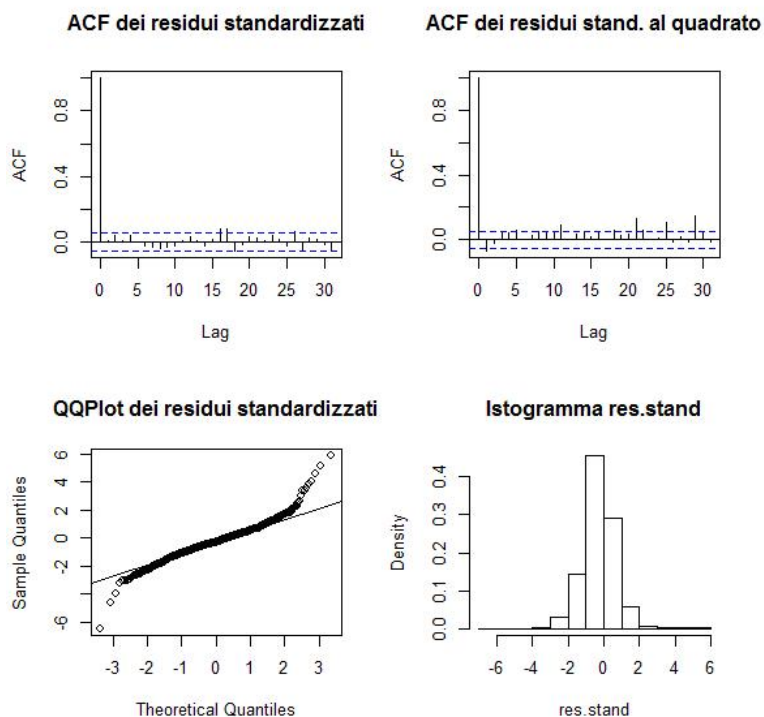 ACF dei residui standardizzati
ACF
0.0 0.4 0.8
0 5 10 15 20 25 30
Lag
ACF dei residui stand. al quadrato
ACF
0.0 0.4 0.8
0 5 10 15 20 25 30
Lag
QQPlot dei residui standardizzati
Sample Quantiles
-6 -2 0 2 4 6
-3 -2 -1 0 1 2 3
Theoretical Quantiles
Istogramma res.stand
Density
0.0 0.1 0.2 0.3 0.4
-6 -4 -2 0 2 4 6
res.stand